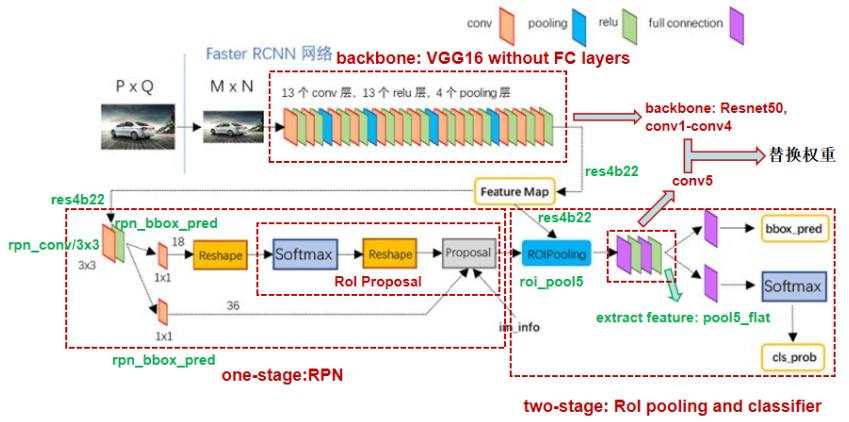 conv
pooling
relu
full connection
Faster RCNN 网络
backbone: VGG16 without FC layers
P x Q
M x N
13 个 conv 层, 13 个 relu 层, 4 个 pooling 层
backbone: Resnet50,
conv1-conv4
替换权重
conv5
res4b22
Feature Map
res4b22
res4b22
rpn_bbox_pred
rpn_conv/3x3
3x3
18
1x1
Reshape
Softmax
Reshape
Proposal
RoI Proposal
ROIPooling
roi_pool5
bbox_pred
Softmax
36
1x1
im_info
extract feature: pool5_flat
rpn_bbox_pred
cls_prob
one-stage:RPN
two-stage: RoI pooling and classifier